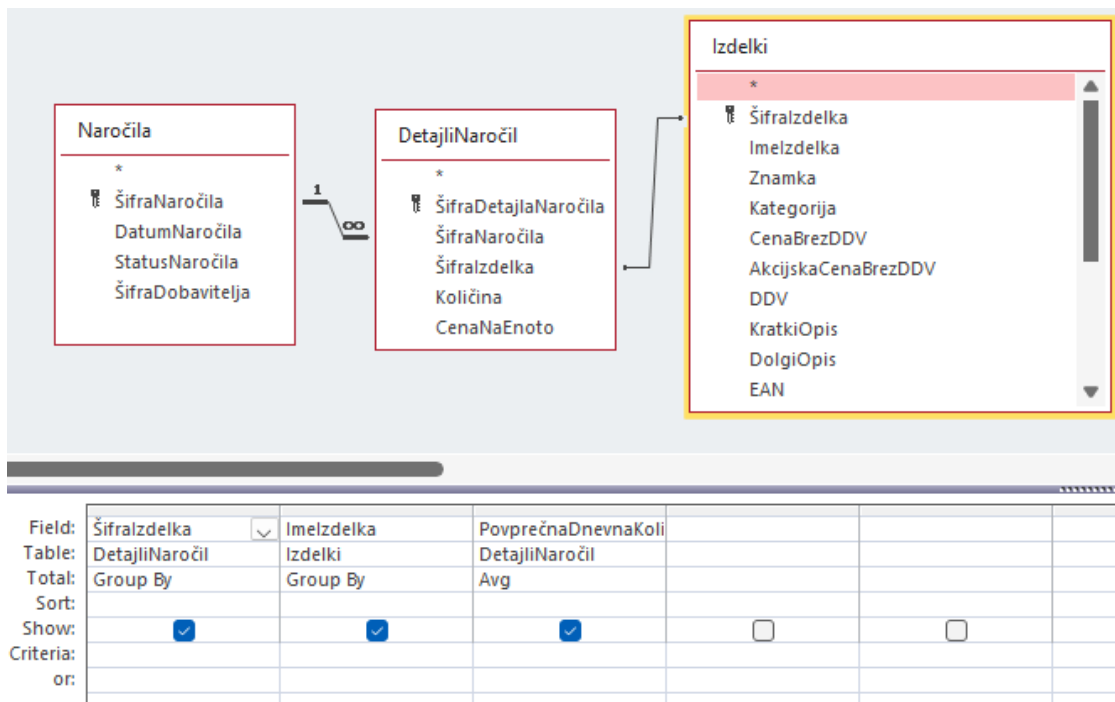 Naročila
*
ŠifraNaročila
DatumNaročila
StatusNaročila
ŠifraDobavitelja
1
∞
DetajliNaročil
*
ŠifraDetajlaNaročila
ŠifraNaročila
ŠifraIzdelka
Količina
CenaNaEnoto
Izdelki
*
ŠifraIzdelka
ImeIzdelka
Znamka
Kategorija
CenaBrezDDV
AkcijskaCenaBrezDDV
DDV
KratkiOpis
DolgiOpis
EAN
Field: ŠifraIzdelka ImeIzdelka PovprečnaDnevnaKoli
Table: DetajliNaročil Izdelki DetajliNaročil
Total: Group By Group By Avg
Sort:
Show:
Criteria:
or: